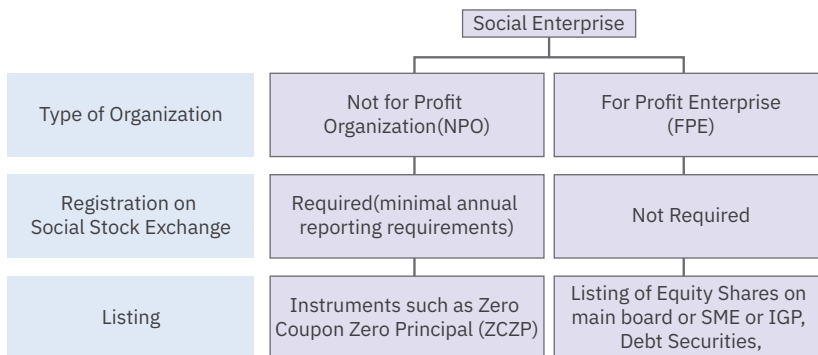 Social Enterprise
Type of Organization
Not for Profit
Organization(NPO)
For Profit Enterprise
(FPE)
Registration on
Social Stock Exchange
Required(minimal annual
reporting requirements)
Not Required
Listing
Instruments such as Zero
Coupon Zero Principal (ZCZP)
Listing of Equity Shares on
main board or SME or IGP,
Debt Securities,